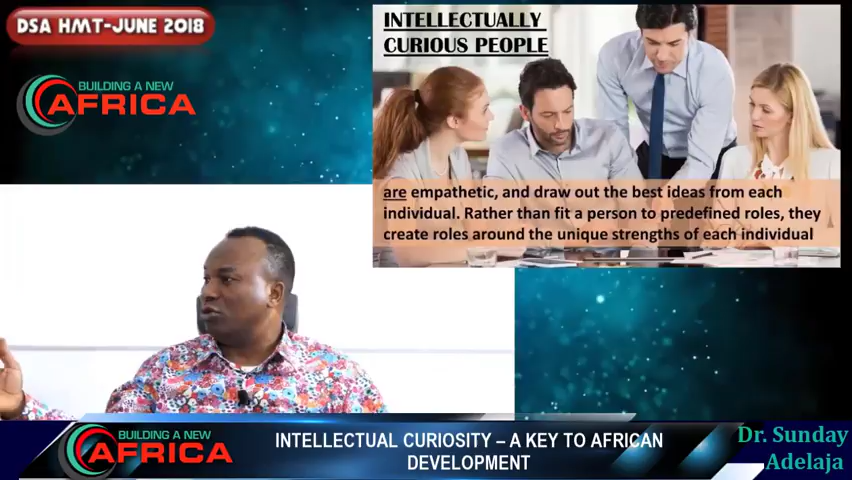 DSA HMT-JUNE 2018
BUILDING A NEW
AFRICA
INTELLECTUALLY
CURIOUS PEOPLE
are empathetic, and draw out the best ideas from each
individual. Rather than fit a person to predefined roles, they
create roles around the unique strengths of each individual
BUILDING A NEW
AFRICA
INTELLECTUAL CURIOSITY – A KEY TO AFRICAN
DEVELOPMENT
Dr. Sunday
Adelaja